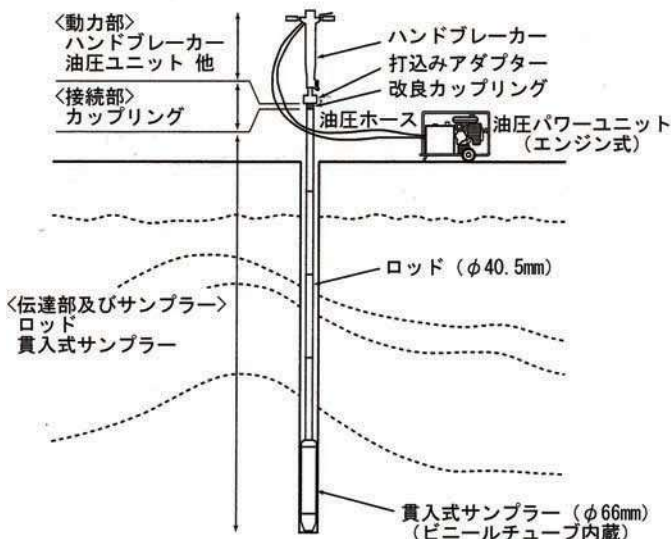 <動力部>
ハンドブレーカー
油圧ユニット 他
<接続部>
カップリング
<伝達部及びサンプラー>
ロッド
貫入式サンプラー
ハンドブレーカー
打込みアダプター
改良カップリング
油圧ホース
油圧パワーユニット
(エンジン式)
ロッド(φ40.5mm)
貫入式サンプラー(φ66mm)
(ビニールチューブ内蔵)